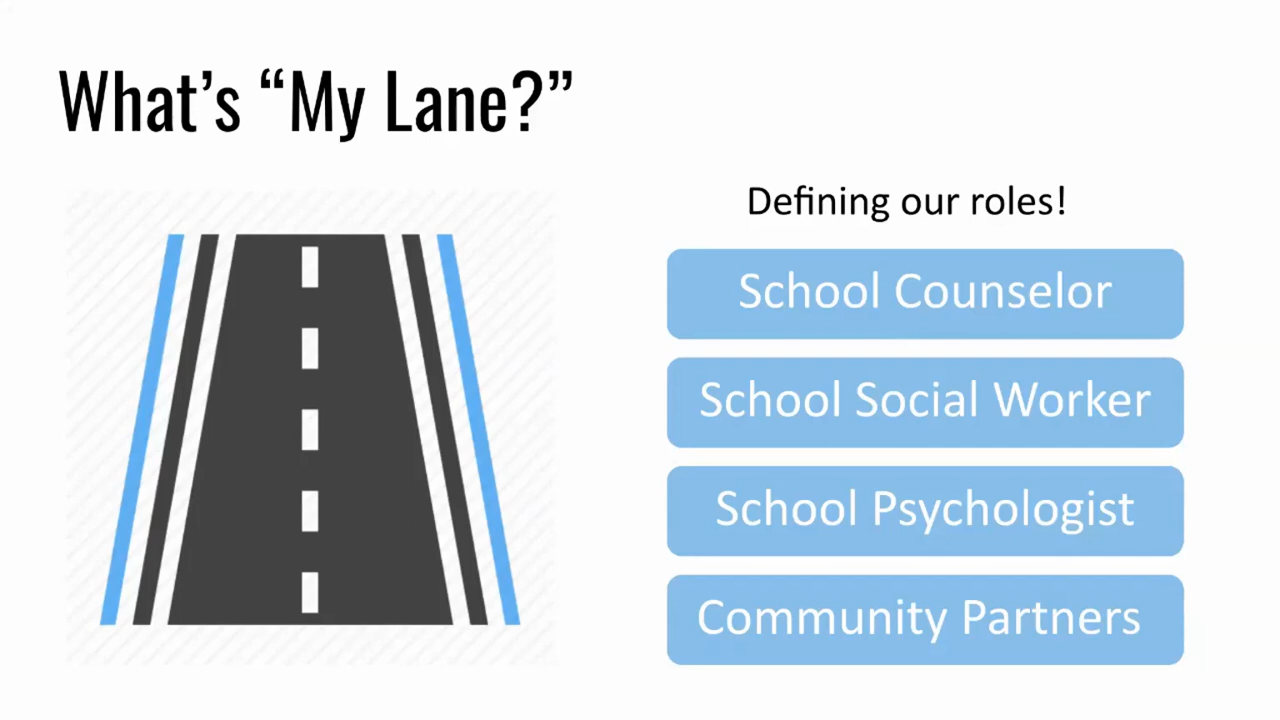 What’s “My Lane?”
Defining our roles!
School Counselor
School Social Worker
School Psychologist
Community Partners